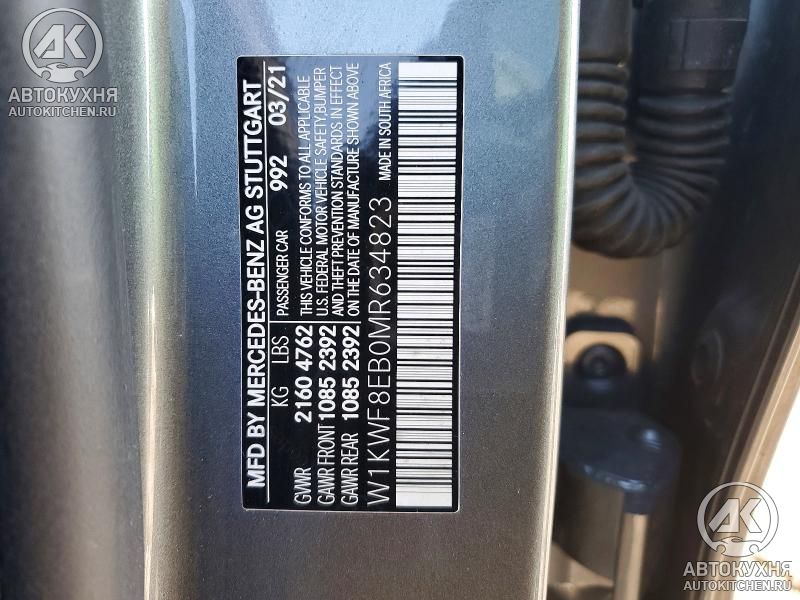 AK
АВТОКУХНЯ
AUTOKITCHEN.RU
MFD BY MERCEDES-BENZ AG STUTTGART
992 03/21
KG LBS PASSENGER CAR
GVWR 2160 4762 THIS VEHICLE CONFORMS TO ALL APPLICABLE
GAWR FRONT 1085 2392 U.S. FEDERAL MOTOR VEHICLE SAFETY,BUMPER
GAWR REAR 1085 2392 AND THEFT PREVENTION STANDARDS IN EFFECT
ON THE DATE OF MANUFACTURE SHOWN ABOVE
W1KWF8EB0MR634823 MADE IN SOUTH AFRICA
AK
АВТОКУХНЯ
AUTOKITCHEN.RU